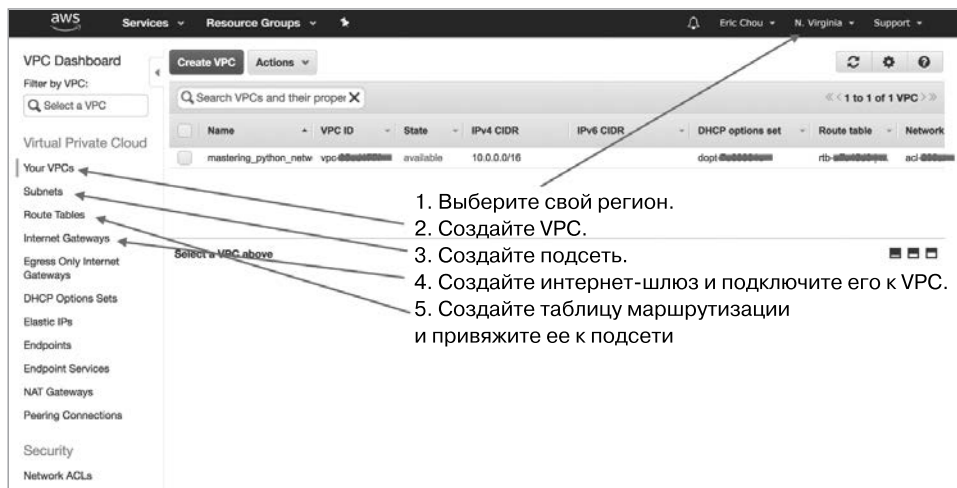 aws Services Resource Groups Eric Chou N. Virginia Support
VPC Dashboard
Filter by VPC:
Select a VPC
Virtual Private Cloud
Your VPCs
Subnets
Route Tables
Internet Gateways
Egress Only Internet
Gateways
DHCP Options Sets
Elastic IPs
Endpoints
Endpoint Services
NAT Gateways
Peering Connections
Security
Network ACLs
Create VPC Actions
Search VPCs and their proper X
<< 1 to 1 of 1 VPC >>
Name VPC ID State IPv4 CIDR IPv6 CIDR DHCP options set Route table Network
mastering_python_netw vpc- available 10.0.0.0/16 dopt- rtb- acl-
Select a VPC above
1. Выберите свой регион.
2. Создайте VPC.
3. Создайте подсеть.
4. Создайте интернет-шлюз и подключите его к VPC.
5. Создайте таблицу маршрутизации
и привяжите ее к подсети